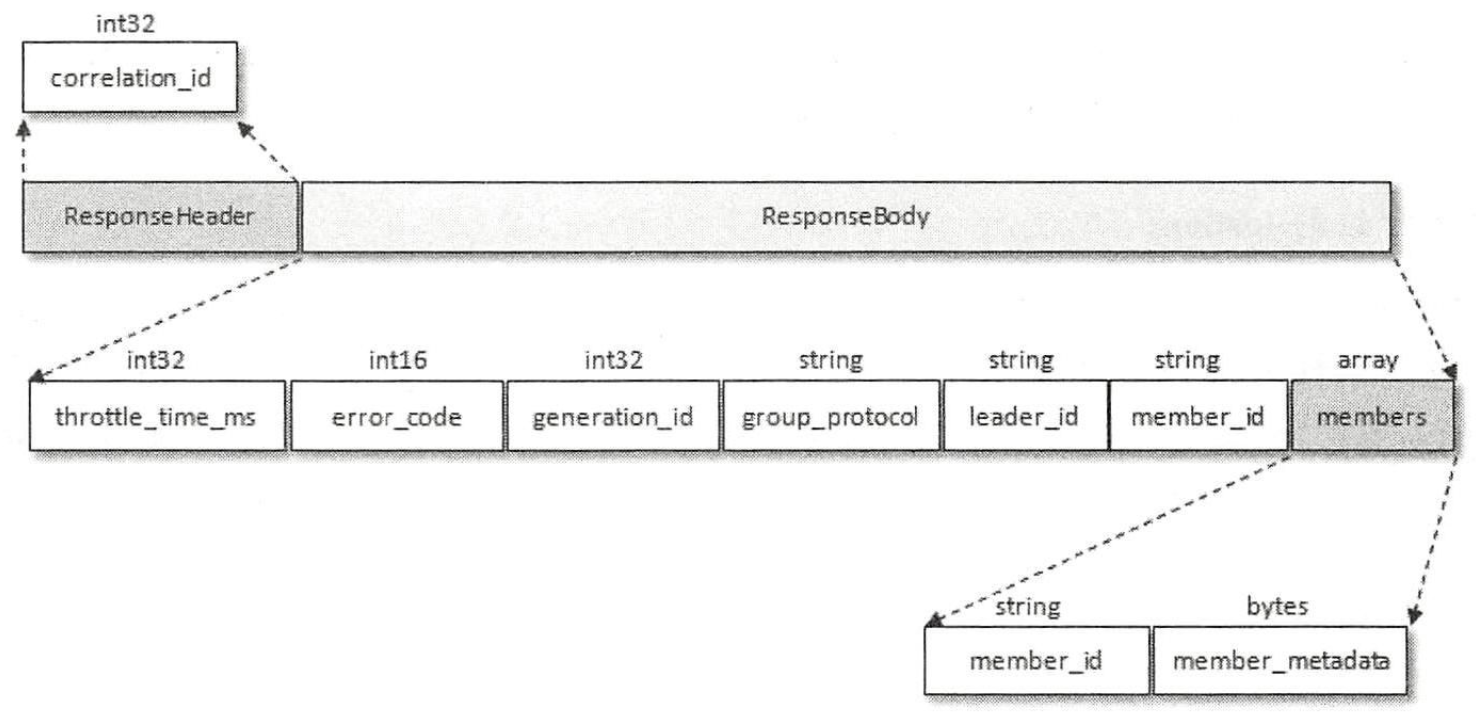 int32
correlation_id
ResponseHeader ResponseBody
int32 int16 int32 string string string array
throttle_time_ms error_code generation_id group_protocol leader_id member_id members
string bytes
member_id member_metadata